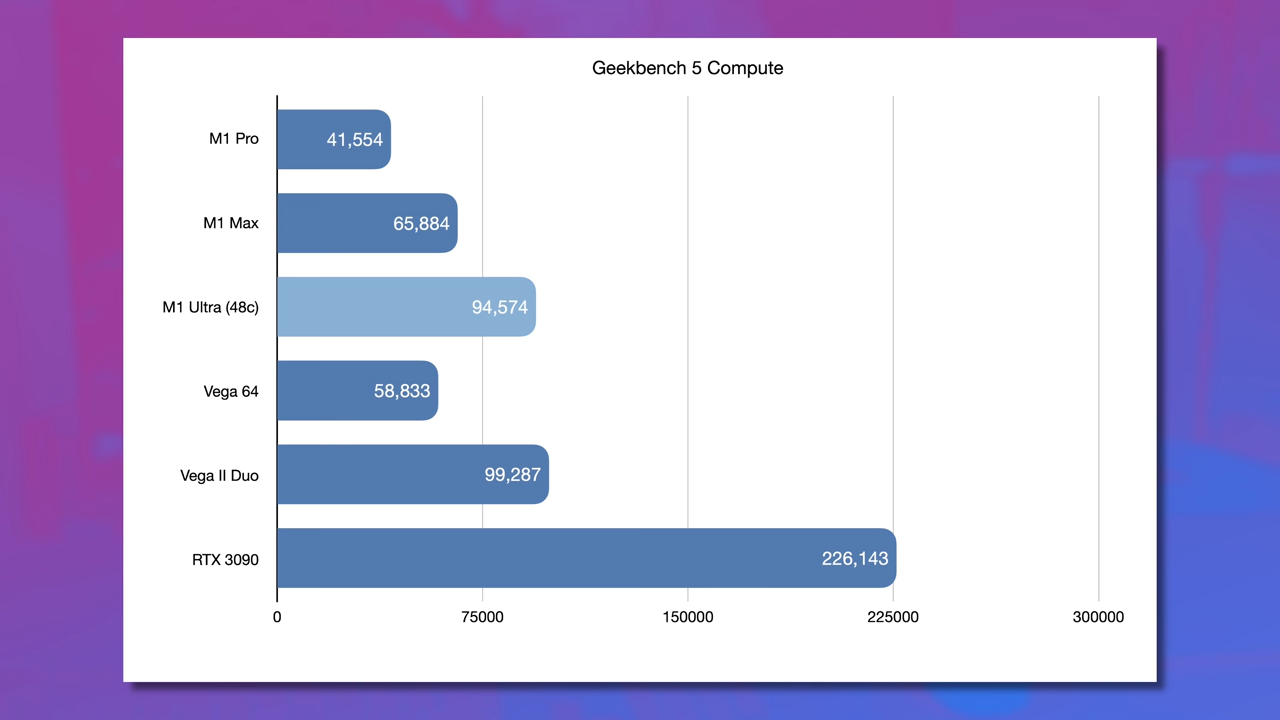 Geekbench 5 Compute
M1 Pro 41,554
M1 Max 65,884
M1 Ultra (48c) 94,574
Vega 64 58,833
Vega II Duo 99,287
RTX 3090 226,143
0 75000 150000 225000 300000